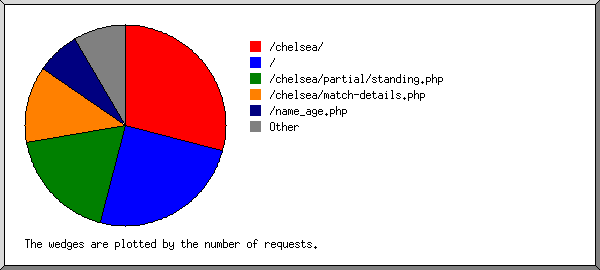 /chelsea/
/
/chelsea/partial/standing.php
/chelsea/match-details.php
/name_age.php
Other
The wedges are plotted by the number of requests.